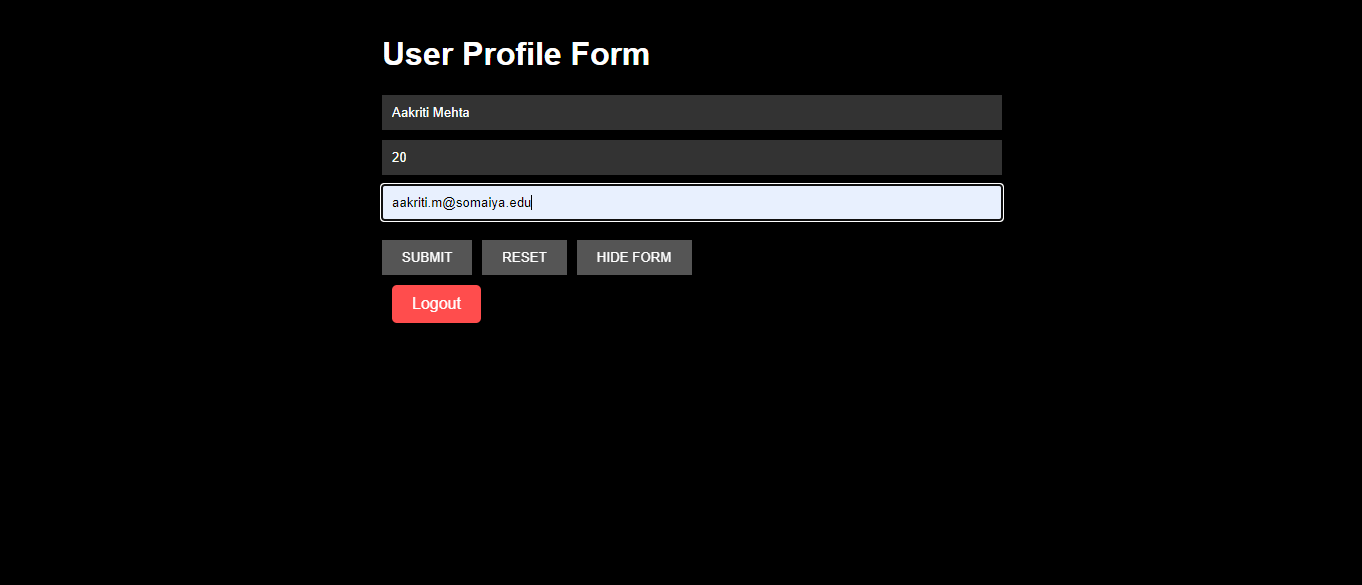 User Profile Form
Aakriti Mehta
20
aakriti.m@somaiya.edu
SUBMIT RESET HIDE FORM
Logout